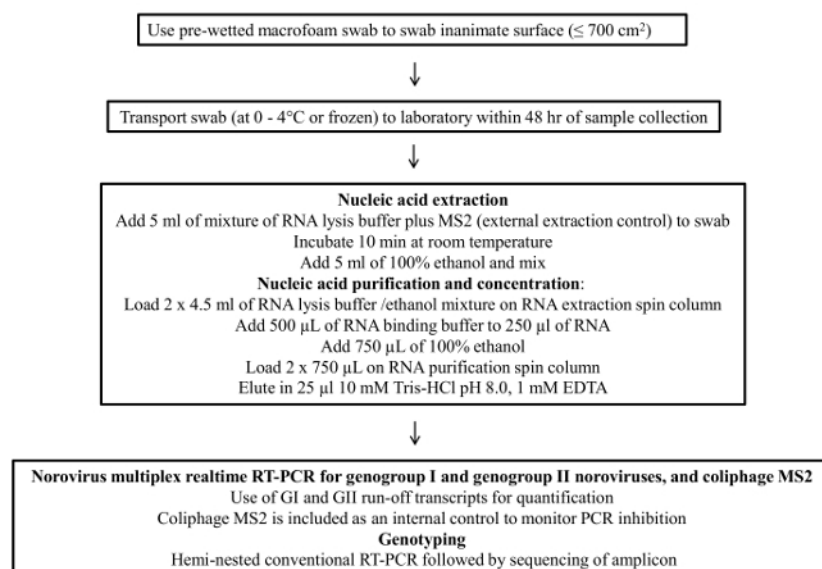 Use pre-wetted macrofoam swab to swab inanimate surface (≤ 700 cm²)
Transport swab (at 0 - 4°C or frozen) to laboratory within 48 hr of sample collection
Nucleic acid extraction
Add 5 ml of mixture of RNA lysis buffer plus MS2 (external extraction control) to swab
Incubate 10 min at room temperature
Add 5 ml of 100% ethanol and mix
Nucleic acid purification and concentration:
Load 2 x 4.5 ml of RNA lysis buffer /ethanol mixture on RNA extraction spin column
Add 500 µL of RNA binding buffer to 250 µl of RNA
Add 750 µL of 100% ethanol
Load 2 x 750 µL on RNA purification spin column
Elute in 25 µl 10 mM Tris-HCl pH 8.0, 1 mM EDTA
Norovirus multiplex realtime RT-PCR for genogroup I and genogroup II noroviruses, and coliphage MS2
Use of GI and GII run-off transcripts for quantification
Coliphage MS2 is included as an internal control to monitor PCR inhibition
Genotyping
Hemi-nested conventional RT-PCR followed by sequencing of amplicon